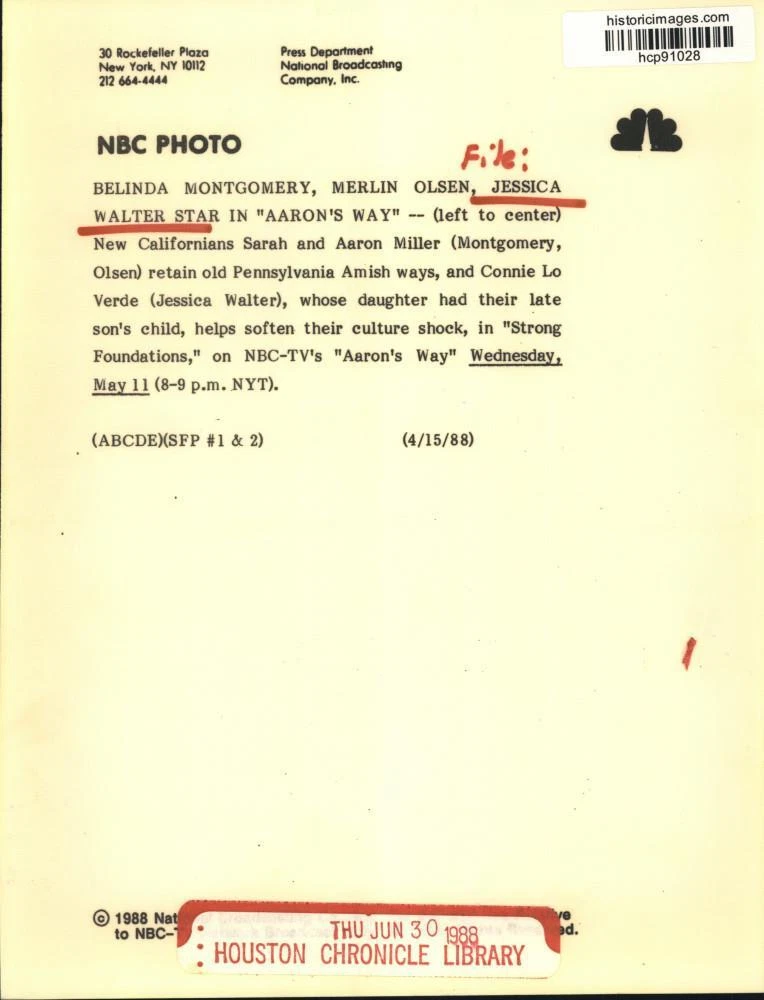 historicimages.com
hcp91028
30 Rockefeller Plaza
New York, NY 10112
212 664-4444
Press Department
National Broadcasting
Company, Inc.
NBC PHOTO
File:
BELINDA MONTGOMERY, MERLIN OLSEN, JESSICA
WALTER STAR IN "AARON'S WAY" -- (left to center)
New Californians Sarah and Aaron Miller (Montgomery,
Olsen) retain old Pennsylvania Amish ways, and Connie Lo
Verde (Jessica Walter), whose daughter had their late
son's child, helps soften their culture shock, in "Strong
Foundations," on NBC-TV's "Aaron's Way" Wednesday,
May 11 (8-9 p.m. NYT).
(ABCDE)(SFP #1 & 2) (4/15/88)
© 1988 Nat
to NBC-T
THU JUN 30 1988
HOUSTON CHRONICLE LIBRARY